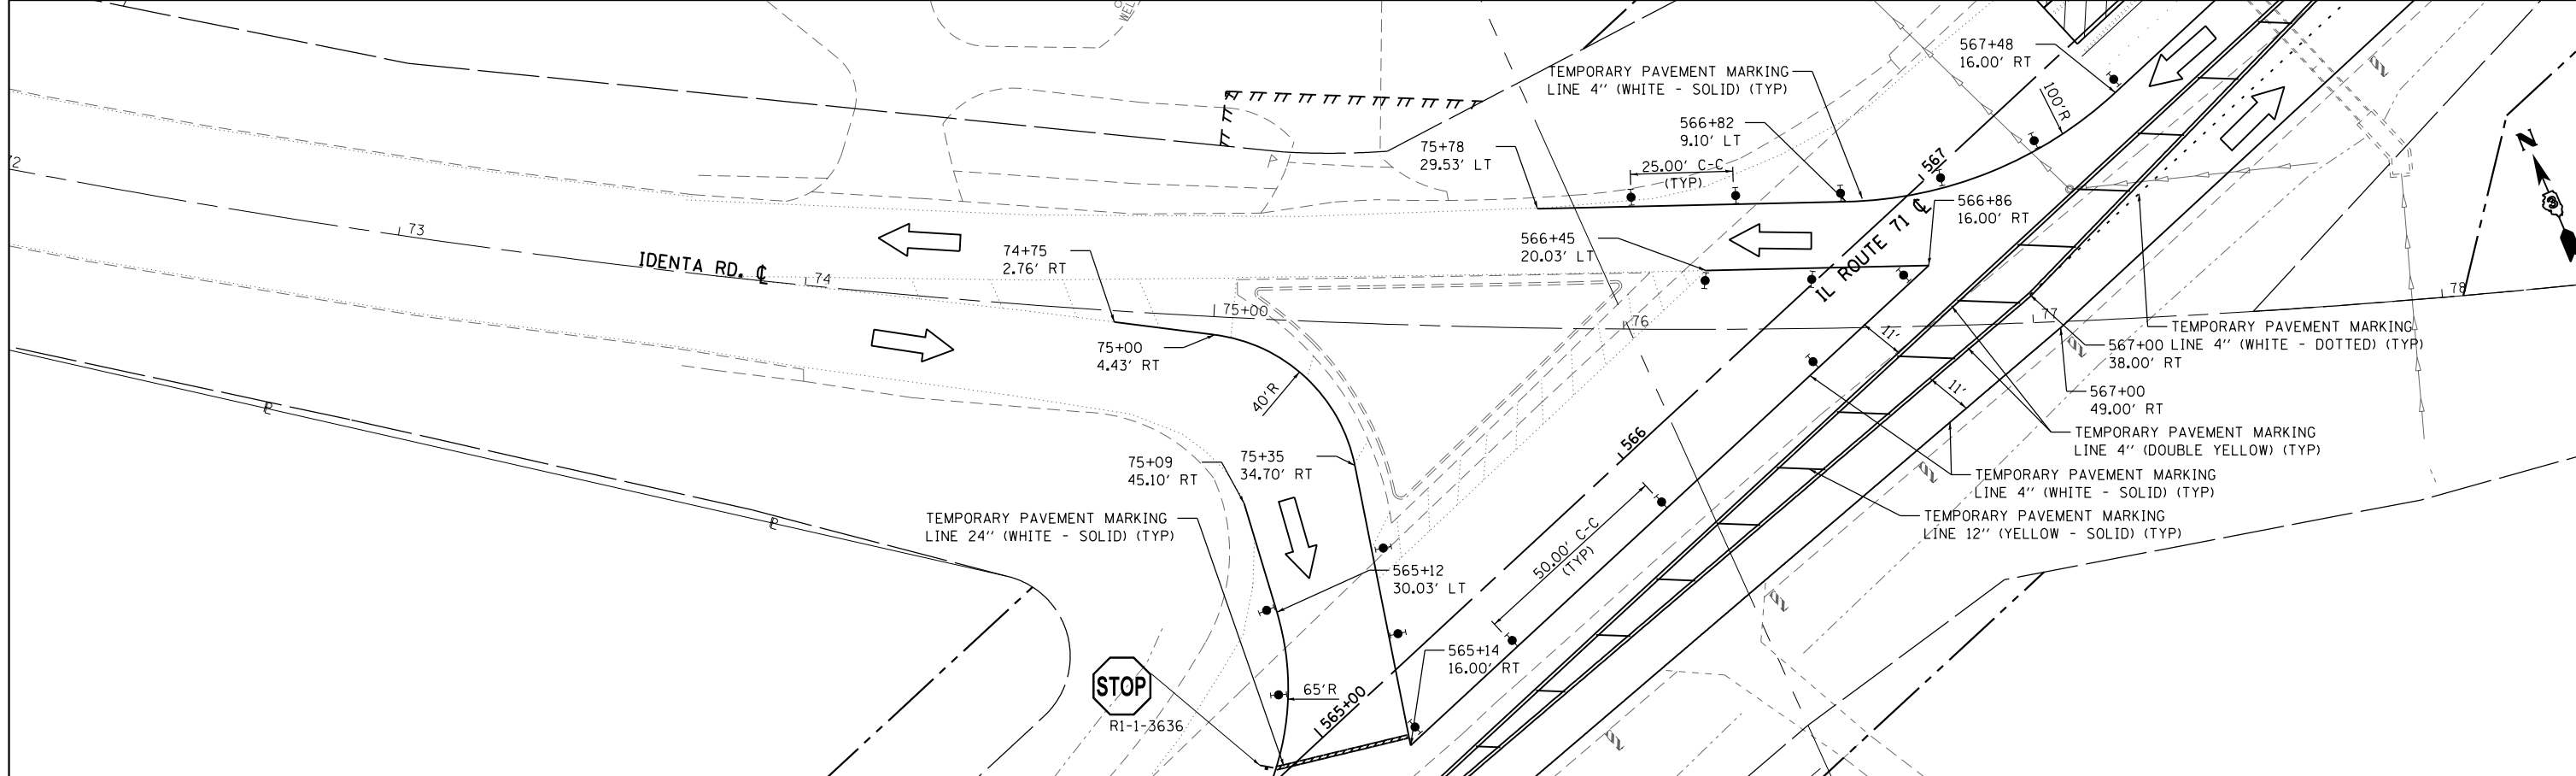 WEL
567+48
16.00' RT
TEMPORARY PAVEMENT MARKING
LINE 4'' (WHITE - SOLID) (TYP)
100'R
566+82
9.10' LT
75+78
29.53' LT
25.00' C-C
(TYP)
567
N
3
72
73
566+86
16.00' RT
IDENTA RD. ℄
74
74+75
2.76' RT
566+45
20.03' LT
IL ROUTE 71 ℄
75+00
76
77
78
11'
TEMPORARY PAVEMENT MARKING
LINE 4'' (WHITE - DOTTED) (TYP)
567+00
38.00' RT
75+00
4.43' RT
40'R
11'
567+00
49.00' RT
TEMPORARY PAVEMENT MARKING
LINE 4'' (DOUBLE YELLOW) (TYP)
566
75+09
45.10' RT
75+35
34.70' RT
TEMPORARY PAVEMENT MARKING
LINE 4'' (WHITE - SOLID) (TYP)
TEMPORARY PAVEMENT MARKING
LINE 24'' (WHITE - SOLID) (TYP)
TEMPORARY PAVEMENT MARKING
LINE 12'' (YELLOW - SOLID) (TYP)
50.00' C-C
(TYP)
565+12
30.03' LT
565+14
16.00' RT
STOP
R1-1-3636
65'R
565+00